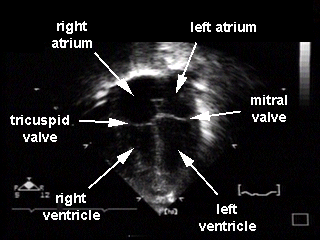 right
atrium
left atrium
tricuspid
valve
mitral
valve
right
ventricle
left
ventricle